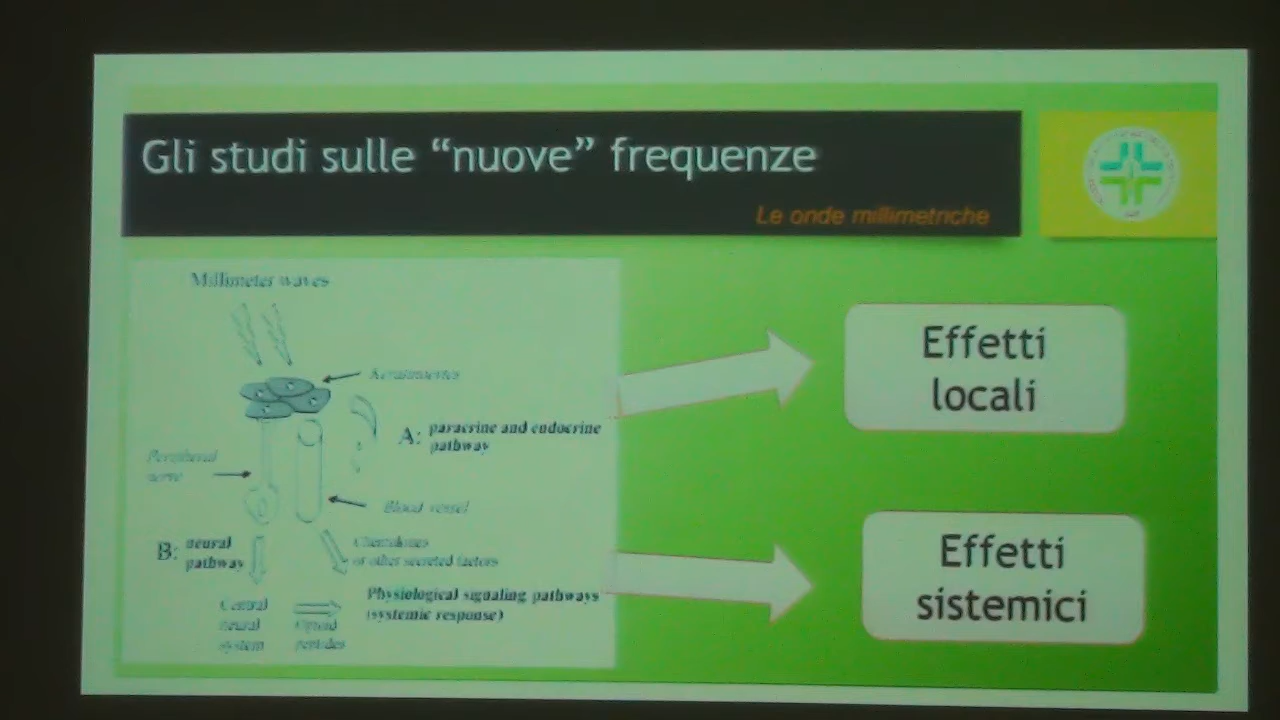 Gli studi sulle “nuove” frequenze
Le onde millimetriche
Millimeter waves
Keratinocytes
A: paracrine and endocrine
pathway
Peripheral
nerve
Blood vessel
B: neural
pathway
Chemokines
or other secreted factors
Central
neural
system
Opioid
peptides
Physiological signaling pathways
(systemic response)
Effetti
locali
Effetti
sistemici